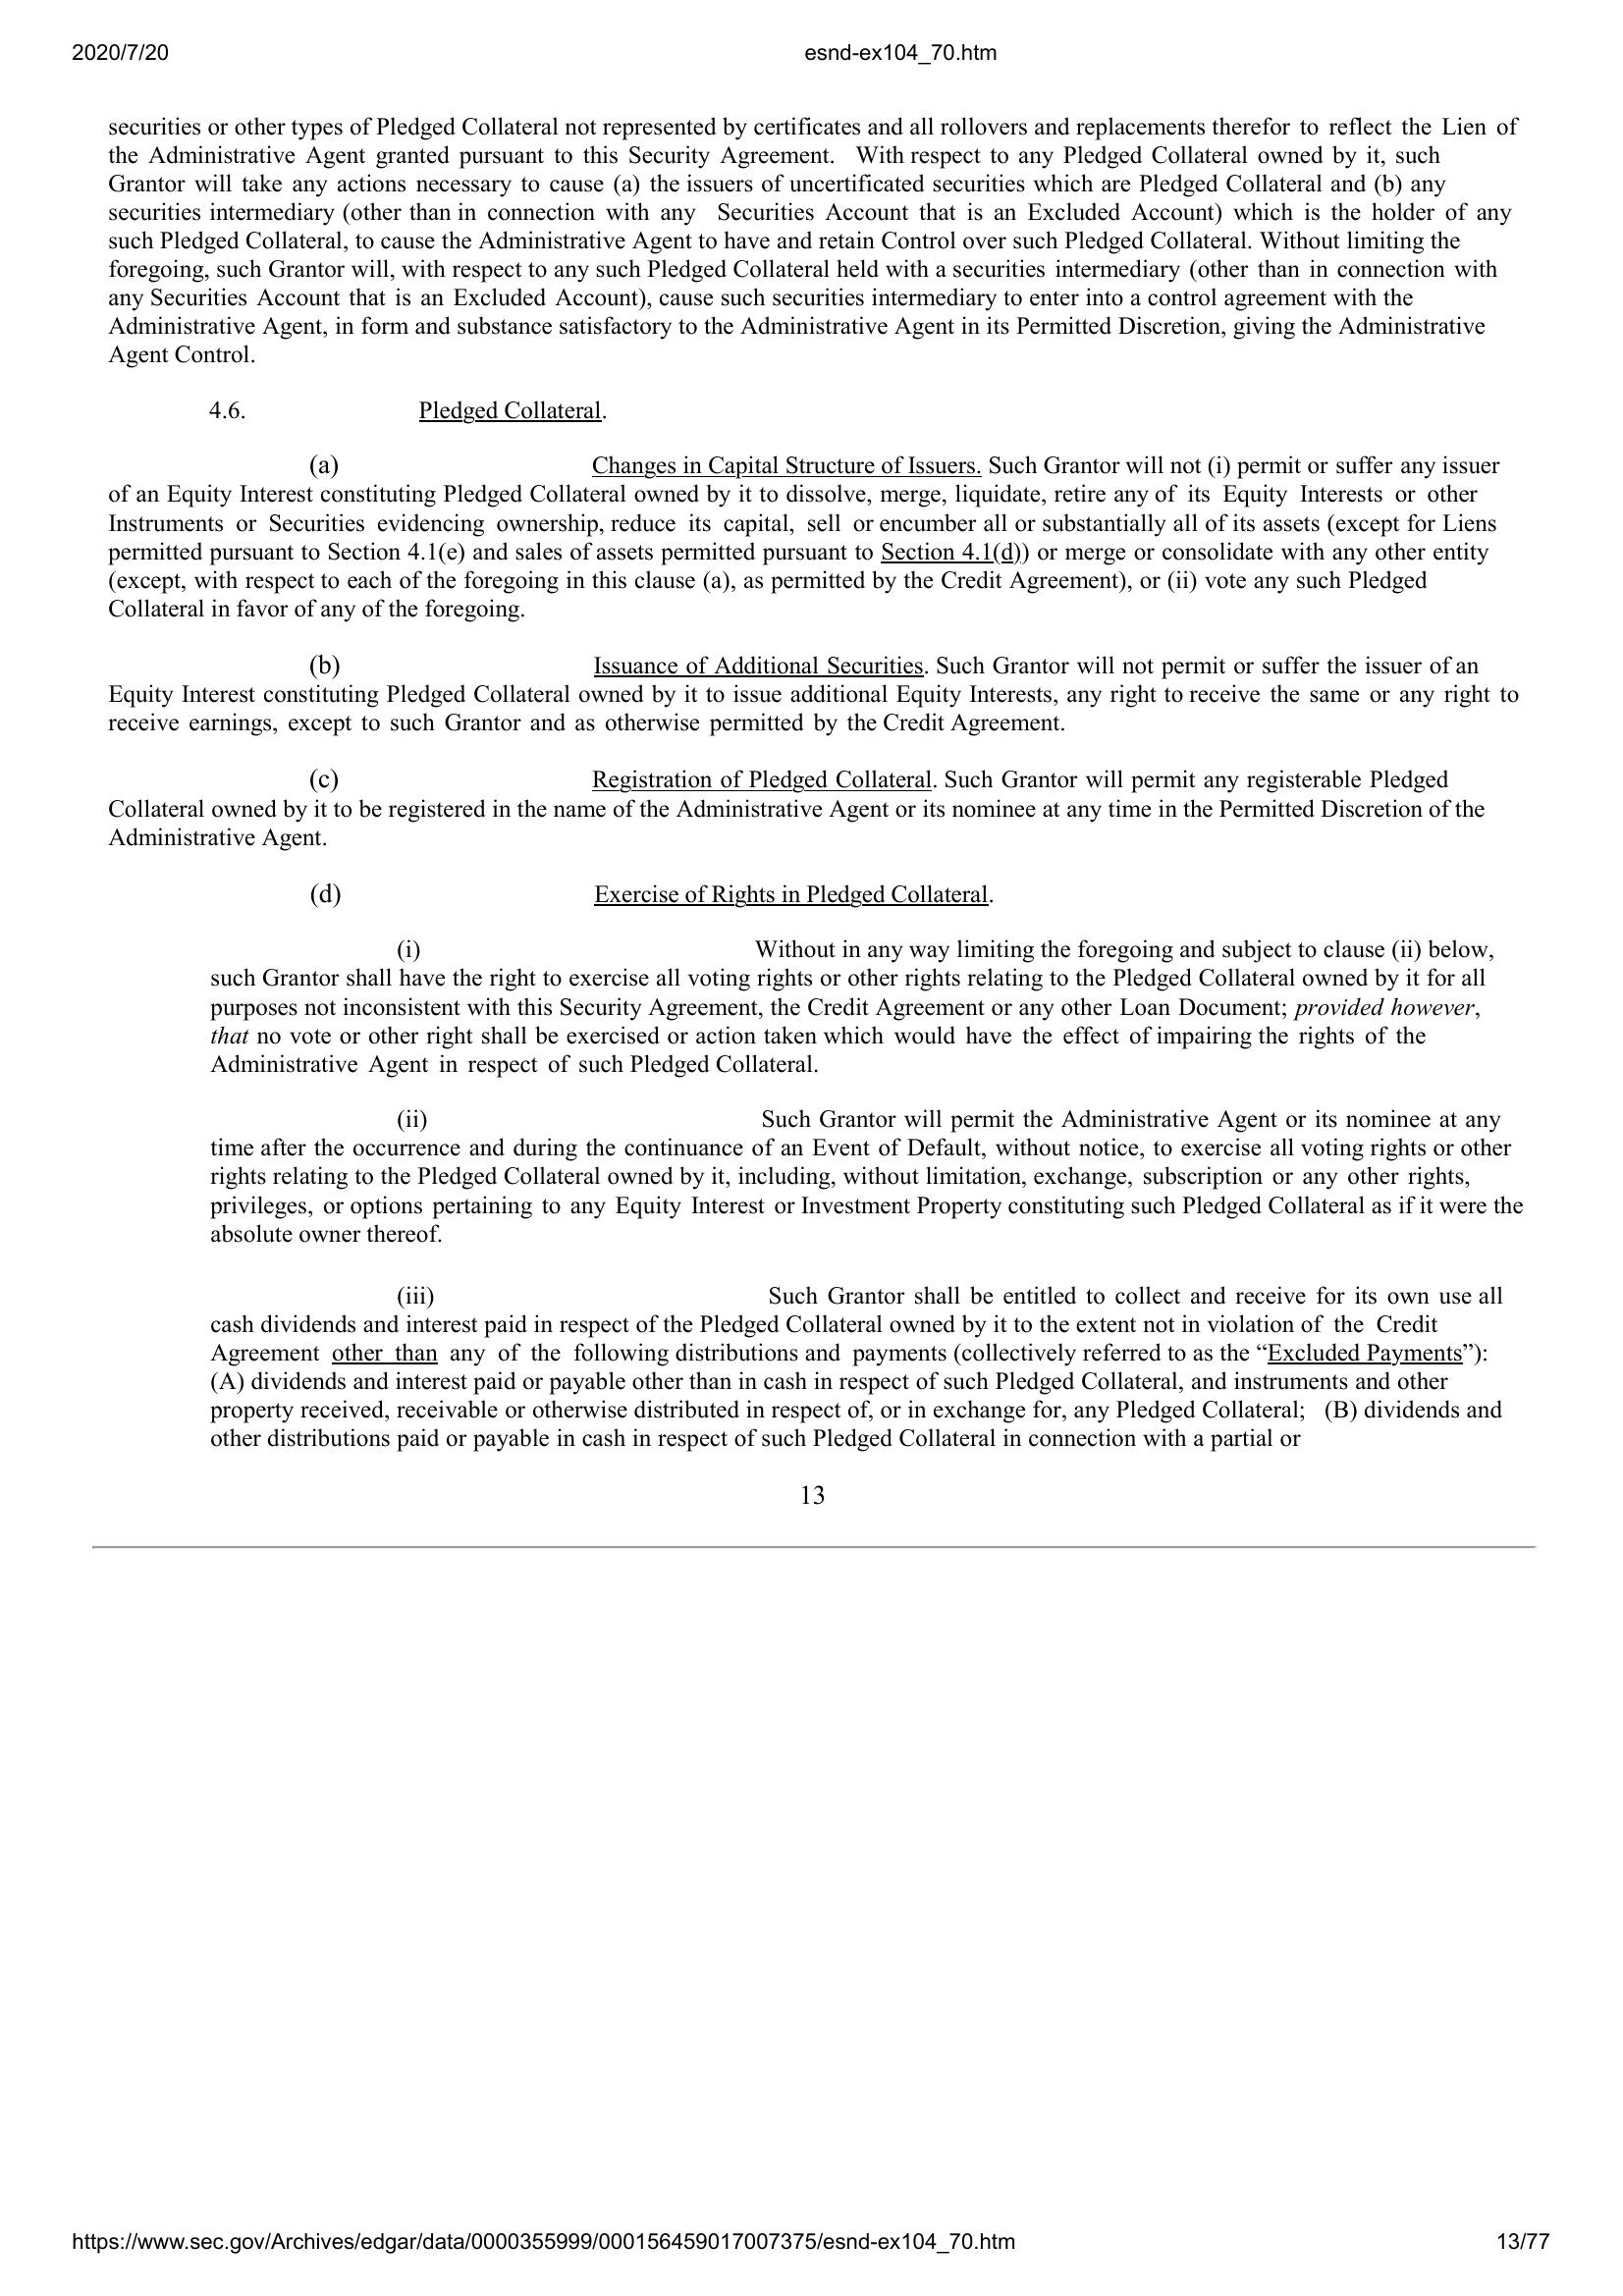 2020/7/20 esnd-ex104_70.htm
securities or other types of Pledged Collateral not represented by certificates and all rollovers and replacements therefor to reflect the Lien of
the Administrative Agent granted pursuant to this Security Agreement. With respect to any Pledged Collateral owned by it, such
Grantor will take any actions necessary to cause (a) the issuers of uncertificated securities which are Pledged Collateral and (b) any
securities intermediary (other than in connection with any Securities Account that is an Excluded Account) which is the holder of any
such Pledged Collateral, to cause the Administrative Agent to have and retain Control over such Pledged Collateral. Without limiting the
foregoing, such Grantor will, with respect to any such Pledged Collateral held with a securities intermediary (other than in connection with
any Securities Account that is an Excluded Account), cause such securities intermediary to enter into a control agreement with the
Administrative Agent, in form and substance satisfactory to the Administrative Agent in its Permitted Discretion, giving the Administrative
Agent Control.
4.6. Pledged Collateral.
(a) Changes in Capital Structure of Issuers. Such Grantor will not (i) permit or suffer any issuer
of an Equity Interest constituting Pledged Collateral owned by it to dissolve, merge, liquidate, retire any of its Equity Interests or other
Instruments or Securities evidencing ownership, reduce its capital, sell or encumber all or substantially all of its assets (except for Liens
permitted pursuant to Section 4.1(e) and sales of assets permitted pursuant to Section 4.1(d)) or merge or consolidate with any other entity
(except, with respect to each of the foregoing in this clause (a), as permitted by the Credit Agreement), or (ii) vote any such Pledged
Collateral in favor of any of the foregoing.
(b) Issuance of Additional Securities. Such Grantor will not permit or suffer the issuer of an
Equity Interest constituting Pledged Collateral owned by it to issue additional Equity Interests, any right to receive the same or any right to
receive earnings, except to such Grantor and as otherwise permitted by the Credit Agreement.
(c) Registration of Pledged Collateral. Such Grantor will permit any registerable Pledged
Collateral owned by it to be registered in the name of the Administrative Agent or its nominee at any time in the Permitted Discretion of the
Administrative Agent.
(d) Exercise of Rights in Pledged Collateral.
(i) Without in any way limiting the foregoing and subject to clause (ii) below,
such Grantor shall have the right to exercise all voting rights or other rights relating to the Pledged Collateral owned by it for all
purposes not inconsistent with this Security Agreement, the Credit Agreement or any other Loan Document; provided however,
that no vote or other right shall be exercised or action taken which would have the effect of impairing the rights of the
Administrative Agent in respect of such Pledged Collateral.
(ii) Such Grantor will permit the Administrative Agent or its nominee at any
time after the occurrence and during the continuance of an Event of Default, without notice, to exercise all voting rights or other
rights relating to the Pledged Collateral owned by it, including, without limitation, exchange, subscription or any other rights,
privileges, or options pertaining to any Equity Interest or Investment Property constituting such Pledged Collateral as if it were the
absolute owner thereof.
(iii) Such Grantor shall be entitled to collect and receive for its own use all
cash dividends and interest paid in respect of the Pledged Collateral owned by it to the extent not in violation of the Credit
Agreement other than any of the following distributions and payments (collectively referred to as the “Excluded Payments”):
(A) dividends and interest paid or payable other than in cash in respect of such Pledged Collateral, and instruments and other
property received, receivable or otherwise distributed in respect of, or in exchange for, any Pledged Collateral; (B) dividends and
other distributions paid or payable in cash in respect of such Pledged Collateral in connection with a partial or
13
https://www.sec.gov/Archives/edgar/data/0000355999/000156459017007375/esnd-ex104_70.htm 13/77